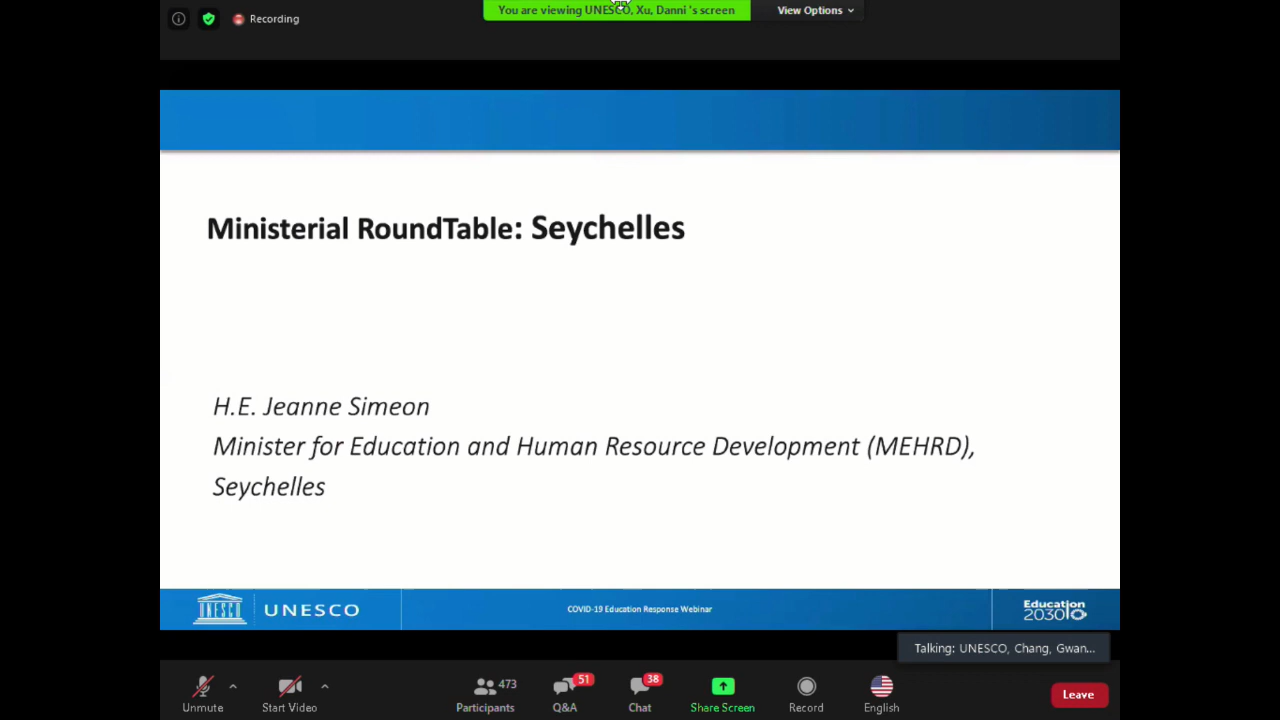 Recording
You are viewing UNESCO, Xu, Danni 's screen
View Options
Ministerial RoundTable: Seychelles
H.E. Jeanne Simeon
Minister for Education and Human Resource Development (MEHRD),
Seychelles
UNESCO
UNESCO
COVID-19 Education Response Webinar
Education
2030
Talking: UNESCO, Chang, Gwan...
Unmute
Start Video
473
Participants
51
Q&A
38
Chat
Share Screen
Record
English
Leave